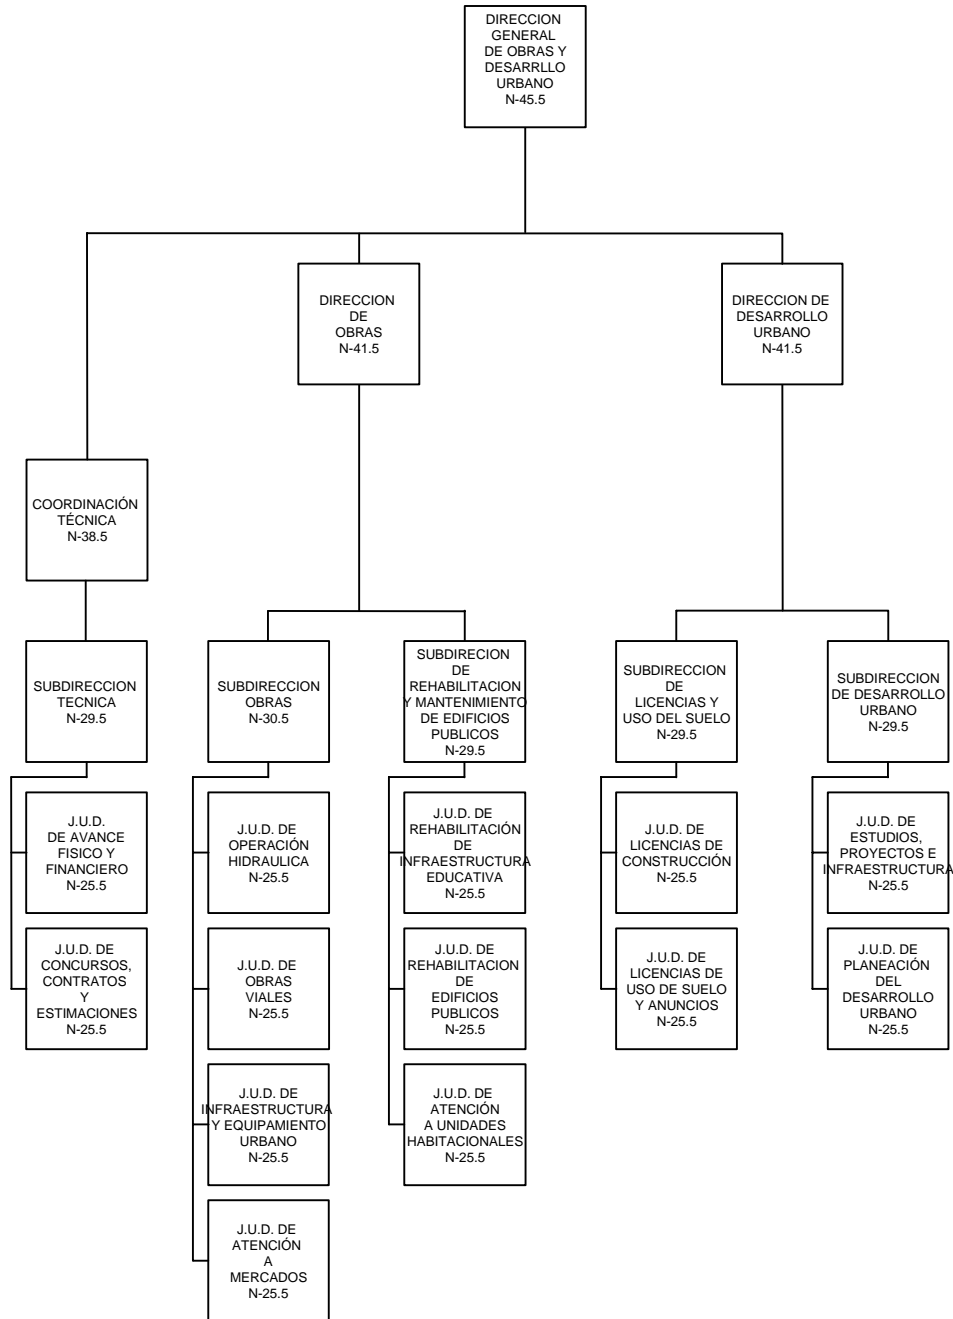 DIRECCION
GENERAL
DE OBRAS Y
DESARRLLO
URBANO
N-45.5
DIRECCION
DE
OBRAS
N-41.5
DIRECCION DE
DESARROLLO
URBANO
N-41.5
COORDINACIÓN
TÉCNICA
N-38.5
SUBDIRECCION
TECNICA
N-29.5
SUBDIRECCION
OBRAS
N-30.5
SUBDIRECION
DE
REHABILITACION
Y MANTENIMIENTO
DE EDIFICIOS
PUBLICOS
N-29.5
SUBDIRECCION
DE
LICENCIAS Y
USO DEL SUELO
N-29.5
SUBDIRECCION
DE DESARROLLO
URBANO
N-29.5
J.U.D.
DE AVANCE
FISICO Y
FINANCIERO
N-25.5
J.U.D. DE
OPERACIÓN
HIDRAULICA
N-25.5
J.U.D. DE
REHABILITACIÓN
DE
INFRAESTRUCTURA
EDUCATIVA
N-25.5
J.U.D. DE
LICENCIAS DE
CONSTRUCCIÓN
N-25.5
J.U.D. DE
ESTUDIOS,
PROYECTOS E
INFRAESTRUCTURA
N-25.5
J.U.D. DE
CONCURSOS,
CONTRATOS
Y
ESTIMACIONES
N-25.5
J.U.D. DE
OBRAS
VIALES
N-25.5
J.U.D. DE
REHABILITACION
DE
EDIFICIOS
PUBLICOS
N-25.5
J.U.D. DE
LICENCIAS DE
USO DE SUELO
Y ANUNCIOS
N-25.5
J.U.D. DE
PLANEACIÓN
DEL
DESARROLLO
URBANO
N-25.5
J.U.D. DE
INFRAESTRUCTURA
Y EQUIPAMIENTO
URBANO
N-25.5
J.U.D. DE
ATENCIÓN
A UNIDADES
HABITACIONALES
N-25.5
J.U.D. DE
ATENCIÓN
A
MERCADOS
N-25.5